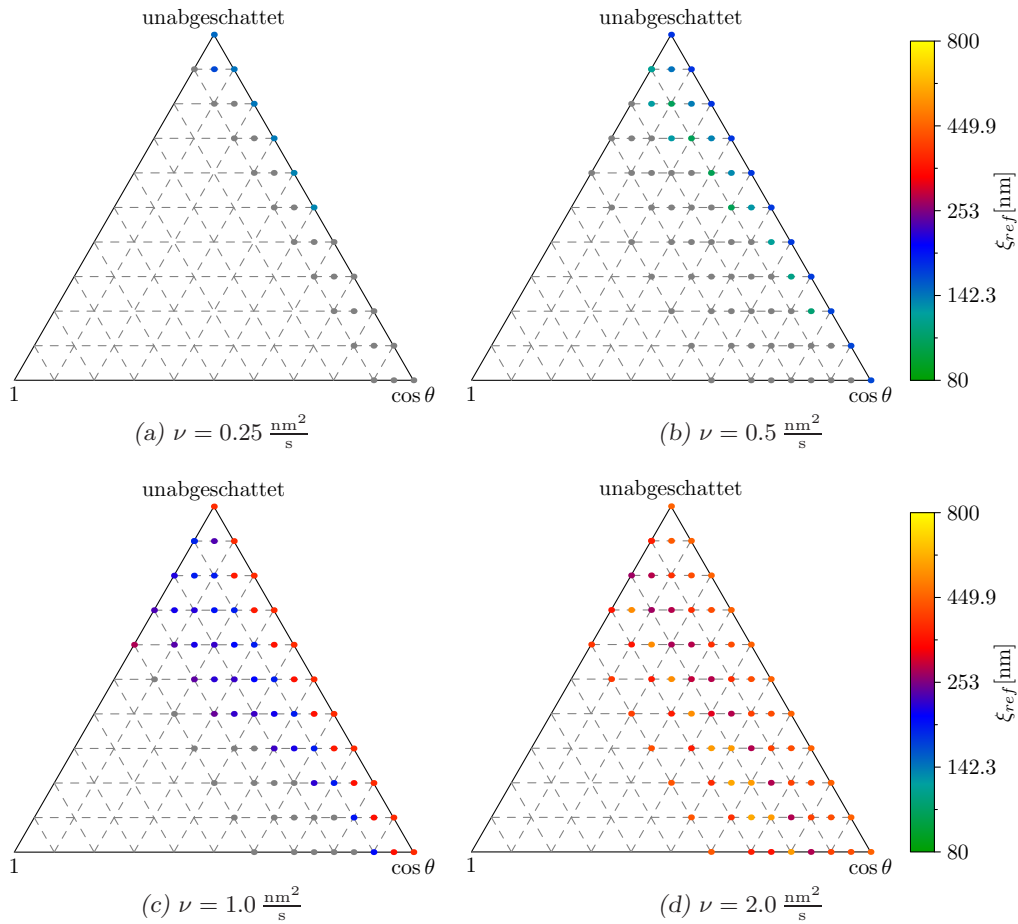 unabgeschattet
1
cos θ
(a) ν = 0.25 nm²/s
unabgeschattet
1
cos θ
(b) ν = 0.5 nm²/s
800
449.9
253
142.3
80
ξref [nm]
unabgeschattet
1
cos θ
(c) ν = 1.0 nm²/s
unabgeschattet
1
cos θ
(d) ν = 2.0 nm²/s
800
449.9
253
142.3
80
ξref [nm]